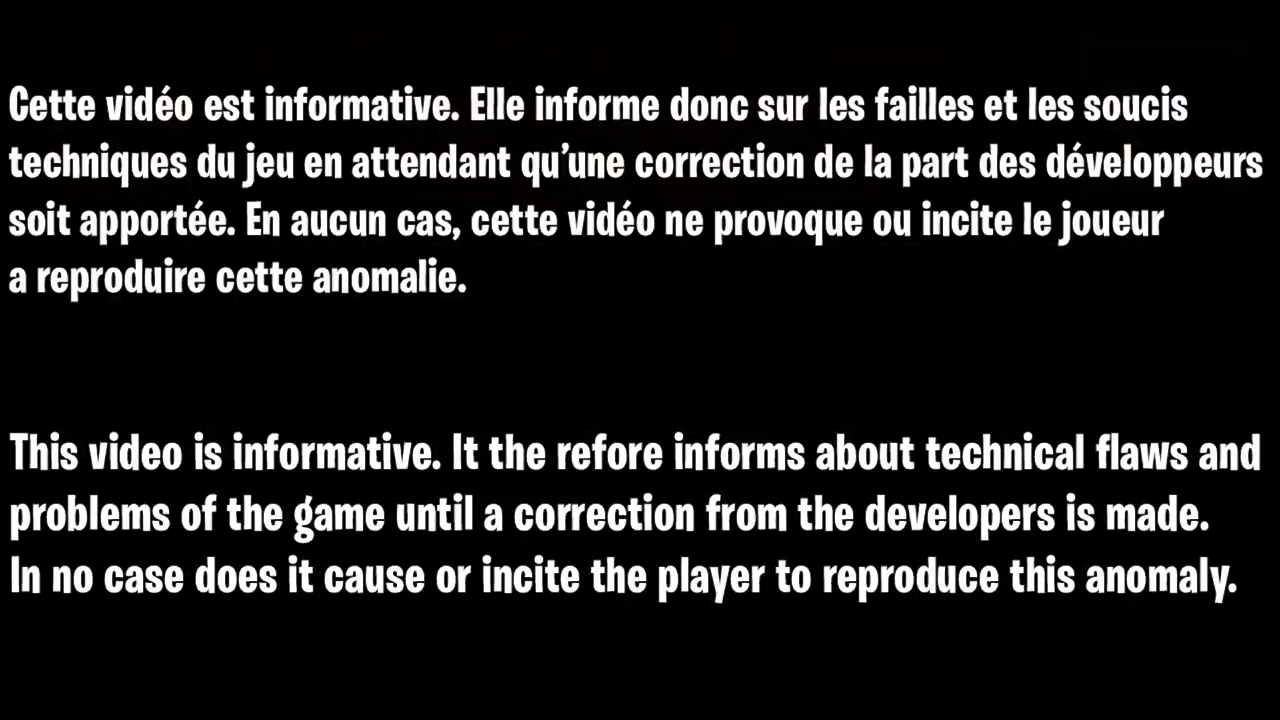 Cette vidéo est informative. Elle informe donc sur les failles et les soucis
techniques du jeu en attendant qu’une correction de la part des développeurs
soit apportée. En aucun cas, cette vidéo ne provoque ou incite le joueur
a reproduire cette anomalie.
This video is informative. It the refore informs about technical flaws and
problems of the game until a correction from the developers is made.
In no case does it cause or incite the player to reproduce this anomaly.